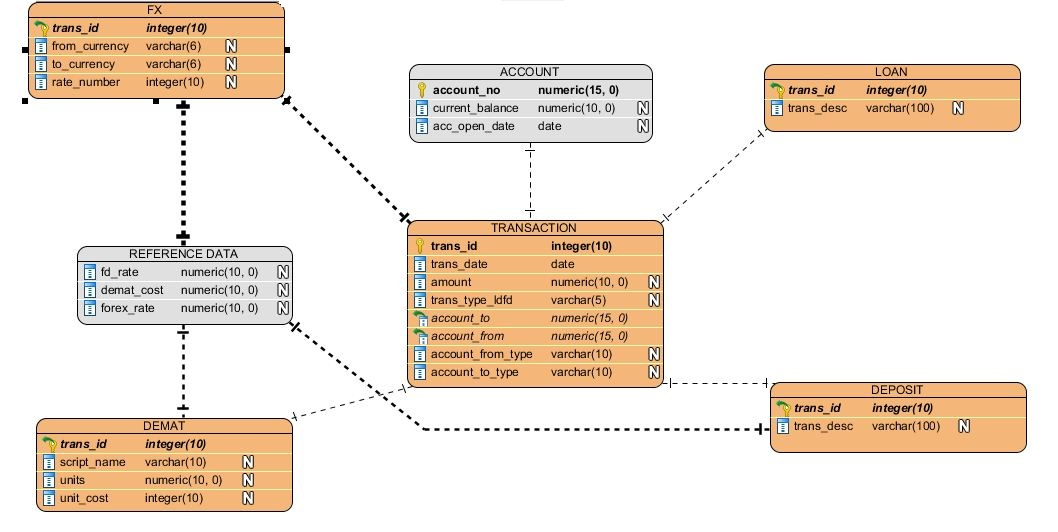 FX
trans_id integer(10)
from_currency varchar(6) N
to_currency varchar(6) N
rate_number integer(10) N
ACCOUNT
account_no numeric(15, 0)
current_balance numeric(10, 0) N
acc_open_date date N
LOAN
trans_id integer(10)
trans_desc varchar(100) N
TRANSACTION
trans_id integer(10)
trans_date date
amount numeric(10, 0) N
trans_type_ldfd varchar(5) N
account_to numeric(15, 0)
account_from numeric(15, 0)
account_from_type varchar(10) N
account_to_type varchar(10) N
REFERENCE DATA
fd_rate numeric(10, 0) N
demat_cost numeric(10, 0) N
forex_rate numeric(10, 0) N
DEPOSIT
trans_id integer(10)
trans_desc varchar(100) N
DEMAT
trans_id integer(10)
script_name varchar(10) N
units numeric(10, 0) N
unit_cost integer(10) N